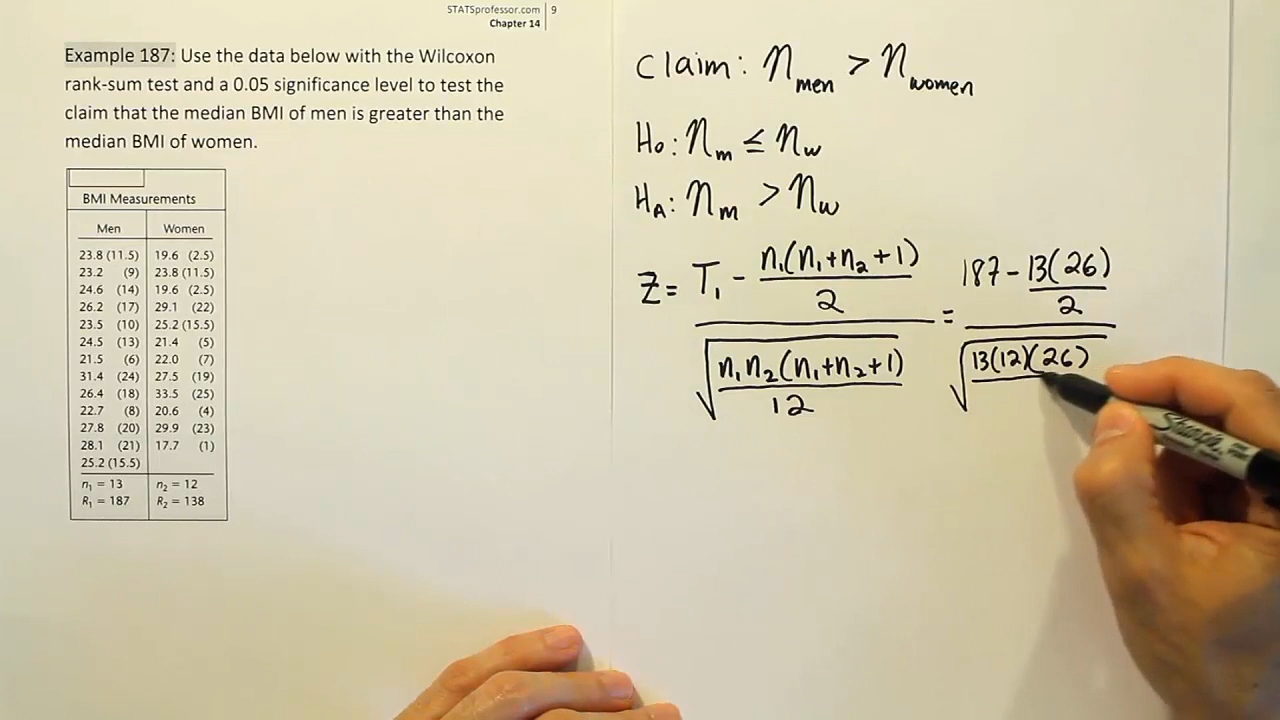 STATSprofessor.com 9
Chapter 14
Example 187: Use the data below with the Wilcoxon
rank-sum test and a 0.05 significance level to test the
claim that the median BMI of men is greater than the
median BMI of women.
BMI Measurements
Men Women
23.8 (11.5) 19.6 (2.5)
23.2 (9) 23.8 (11.5)
24.6 (14) 19.6 (2.5)
26.2 (17) 29.1 (22)
23.5 (10) 25.2 (15.5)
24.5 (13) 21.4 (5)
21.5 (6) 22.0 (7)
31.4 (24) 27.5 (19)
26.4 (18) 33.5 (25)
22.7 (8) 20.6 (4)
27.8 (20) 29.9 (23)
28.1 (21) 17.7 (1)
25.2 (15.5)
n₁ = 13 n₂ = 12
R₁ = 187 R₂ = 138
Claim: η men > η women
H₀: ηm ≤ ηw
HA: ηm > ηw
Z = (T₁ - n₁(n₁+n₂+1)/2) / √(n₁n₂(n₁+n₂+1)/12) = (187 - 13(26)/2) / √(13(12)(26)
Sharpie